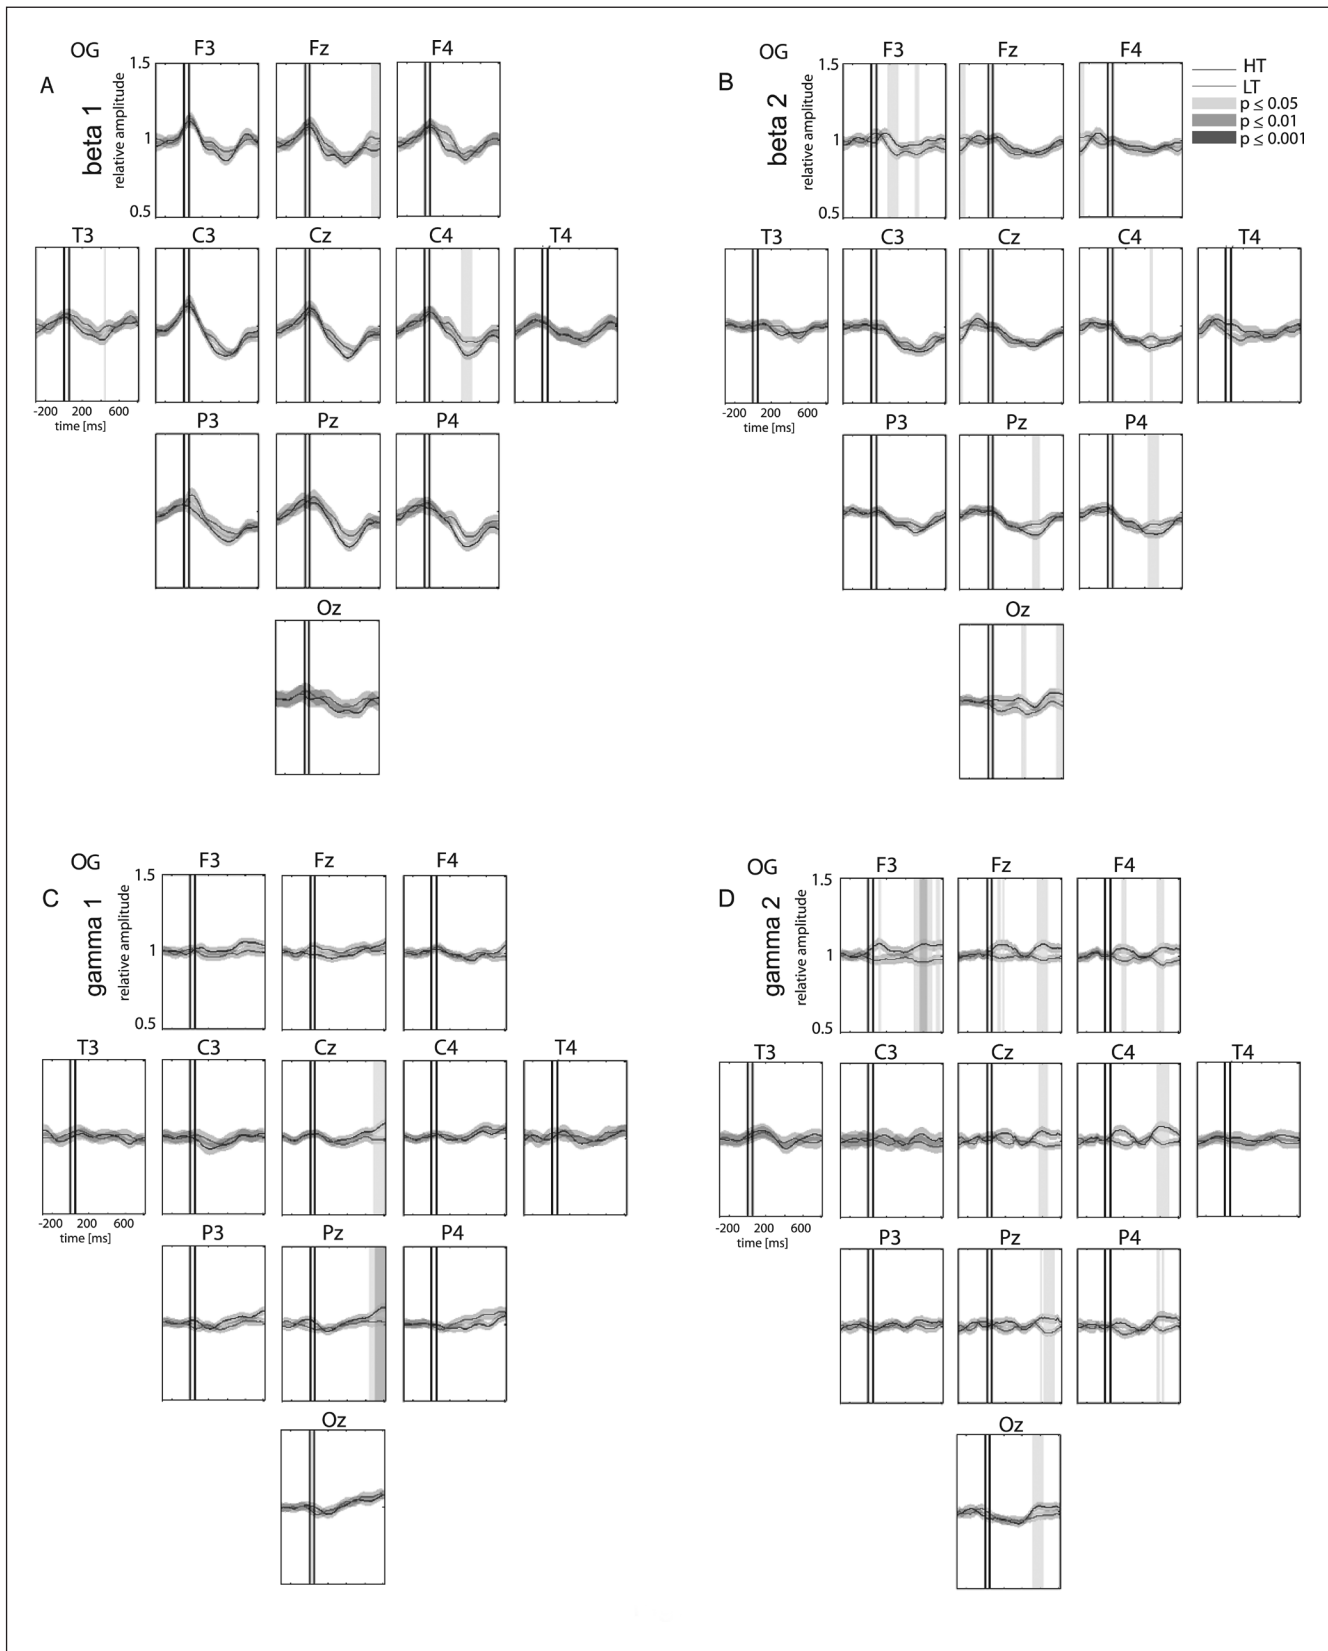 OG F3 Fz F4
A
beta 1
relative amplitude
1.5
1
0.5
T3 C3 Cz C4 T4
-200 200 600
time [ms]
P3 Pz P4
Oz
OG F3 Fz F4
B
beta 2
relative amplitude
1.5
1
0.5
HT
LT
p ≤ 0.05
p ≤ 0.01
p ≤ 0.001
T3 C3 Cz C4 T4
-200 200 600
time [ms]
P3 Pz P4
Oz
OG F3 Fz F4
C
gamma 1
relative amplitude
1.5
1
0.5
T3 C3 Cz C4 T4
-200 200 600
time [ms]
P3 Pz P4
Oz
OG F3 Fz F4
D
gamma 2
relative amplitude
1.5
1
0.5
T3 C3 Cz C4 T4
-200 200 600
time [ms]
P3 Pz P4
Oz